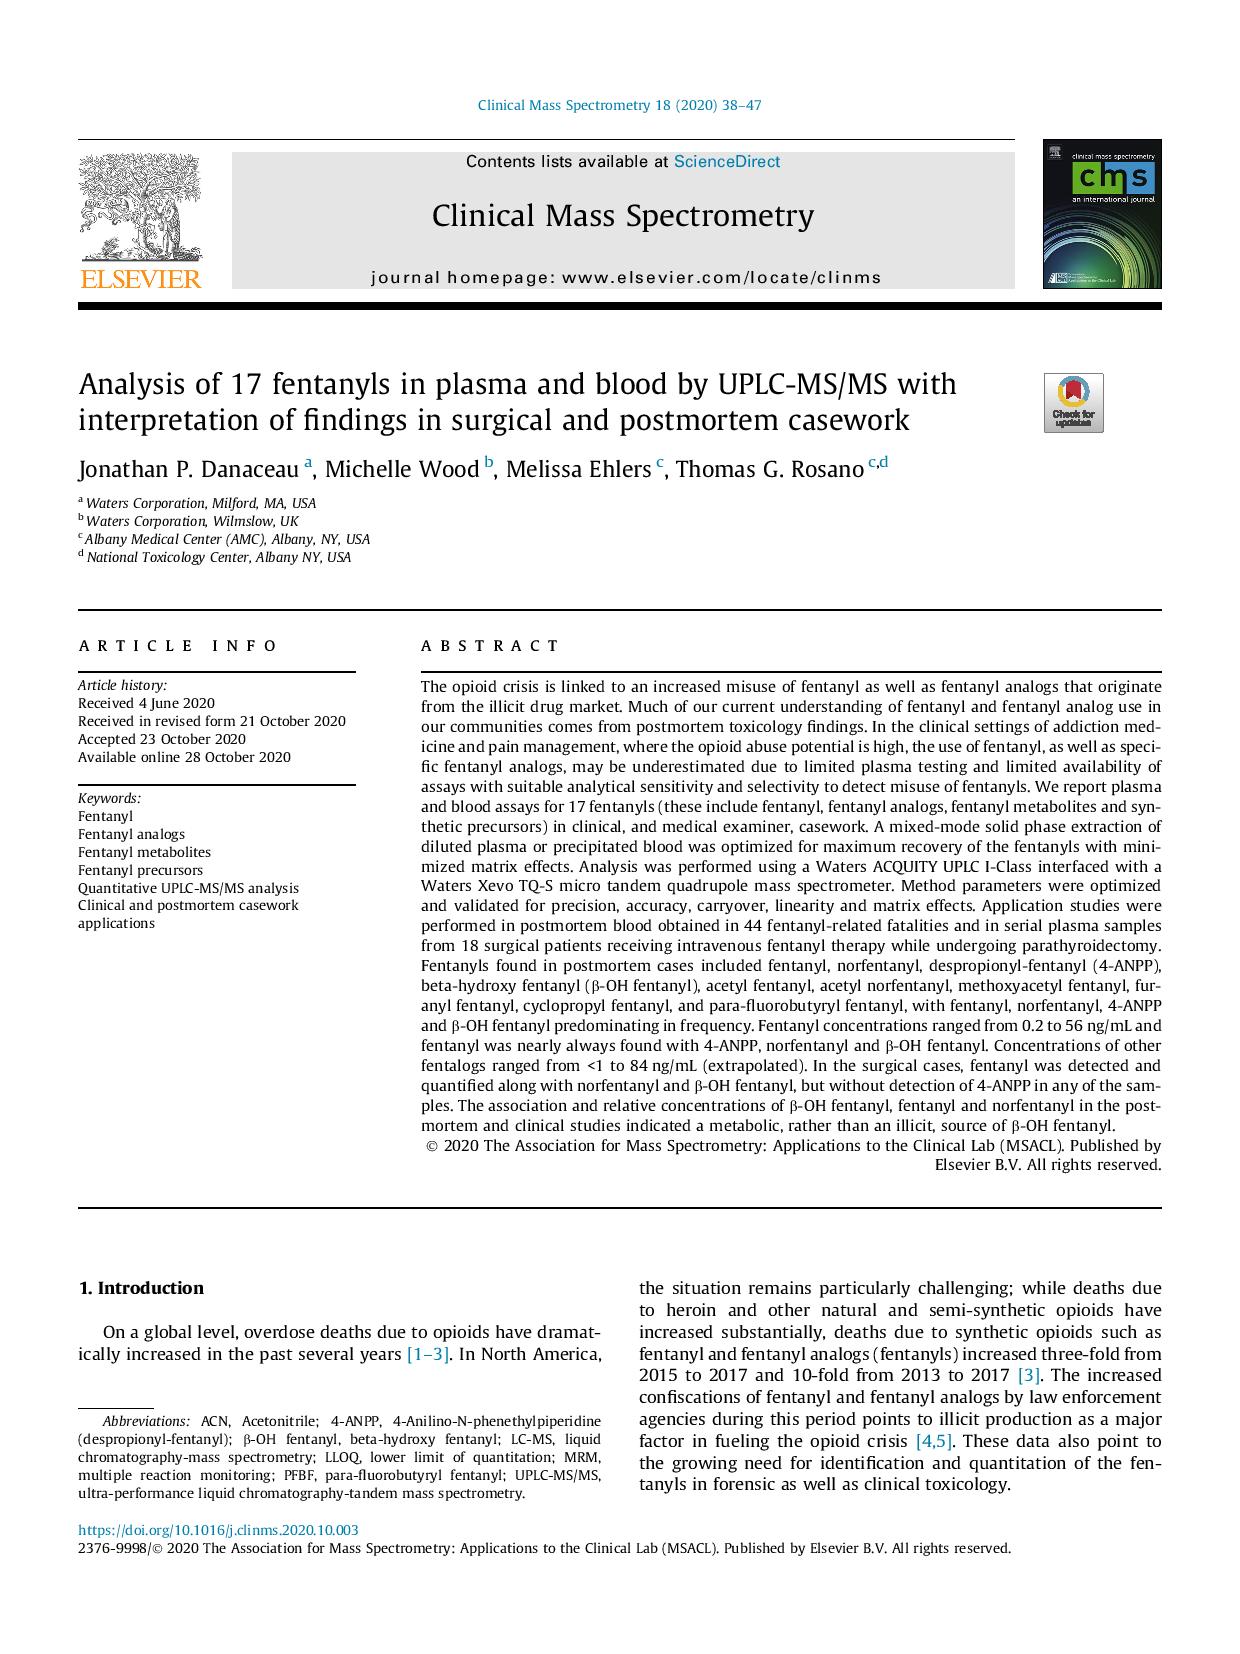 Clinical Mass Spectrometry 18 (2020) 38–47
Contents lists available at ScienceDirect
Clinical Mass Spectrometry
journal homepage: www.elsevier.com/locate/clinms
ELSEVIER
clinical mass spectrometry
cms
an international journal
Analysis of 17 fentanyls in plasma and blood by UPLC-MS/MS with
interpretation of findings in surgical and postmortem casework
Check for
updates
Jonathan P. Danaceau a, Michelle Wood b, Melissa Ehlers c, Thomas G. Rosano c,d
a Waters Corporation, Milford, MA, USA
b Waters Corporation, Wilmslow, UK
c Albany Medical Center (AMC), Albany, NY, USA
d National Toxicology Center, Albany NY, USA
ARTICLE INFO
Article history:
Received 4 June 2020
Received in revised form 21 October 2020
Accepted 23 October 2020
Available online 28 October 2020
Keywords:
Fentanyl
Fentanyl analogs
Fentanyl metabolites
Fentanyl precursors
Quantitative UPLC-MS/MS analysis
Clinical and postmortem casework
applications
ABSTRACT
The opioid crisis is linked to an increased misuse of fentanyl as well as fentanyl analogs that originate
from the illicit drug market. Much of our current understanding of fentanyl and fentanyl analog use in
our communities comes from postmortem toxicology findings. In the clinical settings of addiction med-
icine and pain management, where the opioid abuse potential is high, the use of fentanyl, as well as speci-
fic fentanyl analogs, may be underestimated due to limited plasma testing and limited availability of
assays with suitable analytical sensitivity and selectivity to detect misuse of fentanyls. We report plasma
and blood assays for 17 fentanyls (these include fentanyl, fentanyl analogs, fentanyl metabolites and syn-
thetic precursors) in clinical, and medical examiner, casework. A mixed-mode solid phase extraction of
diluted plasma or precipitated blood was optimized for maximum recovery of the fentanyls with mini-
mized matrix effects. Analysis was performed using a Waters ACQUITY UPLC I-Class interfaced with a
Waters Xevo TQ-S micro tandem quadrupole mass spectrometer. Method parameters were optimized
and validated for precision, accuracy, carryover, linearity and matrix effects. Application studies were
performed in postmortem blood obtained in 44 fentanyl-related fatalities and in serial plasma samples
from 18 surgical patients receiving intravenous fentanyl therapy while undergoing parathyroidectomy.
Fentanyls found in postmortem cases included fentanyl, norfentanyl, despropionyl-fentanyl (4-ANPP),
beta-hydroxy fentanyl (β-OH fentanyl), acetyl fentanyl, acetyl norfentanyl, methoxyacetyl fentanyl, fur-
anyl fentanyl, cyclopropyl fentanyl, and para-fluorobutyryl fentanyl, with fentanyl, norfentanyl, 4-ANPP
and β-OH fentanyl predominating in frequency. Fentanyl concentrations ranged from 0.2 to 56 ng/mL and
fentanyl was nearly always found with 4-ANPP, norfentanyl and β-OH fentanyl. Concentrations of other
fentalogs ranged from <1 to 84 ng/mL (extrapolated). In the surgical cases, fentanyl was detected and
quantified along with norfentanyl and β-OH fentanyl, but without detection of 4-ANPP in any of the sam-
ples. The association and relative concentrations of β-OH fentanyl, fentanyl and norfentanyl in the post-
mortem and clinical studies indicated a metabolic, rather than an illicit, source of β-OH fentanyl.
© 2020 The Association for Mass Spectrometry: Applications to the Clinical Lab (MSACL). Published by
Elsevier B.V. All rights reserved.
1. Introduction
On a global level, overdose deaths due to opioids have dramat-
ically increased in the past several years [1–3]. In North America,
Abbreviations: ACN, Acetonitrile; 4-ANPP, 4-Anilino-N-phenethylpiperidine
(despropionyl-fentanyl); β-OH fentanyl, beta-hydroxy fentanyl; LC-MS, liquid
chromatography-mass spectrometry; LLOQ, lower limit of quantitation; MRM,
multiple reaction monitoring; PFBF, para-fluorobutyryl fentanyl; UPLC-MS/MS,
ultra-performance liquid chromatography-tandem mass spectrometry.
the situation remains particularly challenging; while deaths due
to heroin and other natural and semi-synthetic opioids have
increased substantially, deaths due to synthetic opioids such as
fentanyl and fentanyl analogs (fentanyls) increased three-fold from
2015 to 2017 and 10-fold from 2013 to 2017 [3]. The increased
confiscations of fentanyl and fentanyl analogs by law enforcement
agencies during this period points to illicit production as a major
factor in fueling the opioid crisis [4,5]. These data also point to
the growing need for identification and quantitation of the fen-
tanyls in forensic as well as clinical toxicology.
https://doi.org/10.1016/j.clinms.2020.10.003
2376-9998/© 2020 The Association for Mass Spectrometry: Applications to the Clinical Lab (MSACL). Published by Elsevier B.V. All rights reserved.